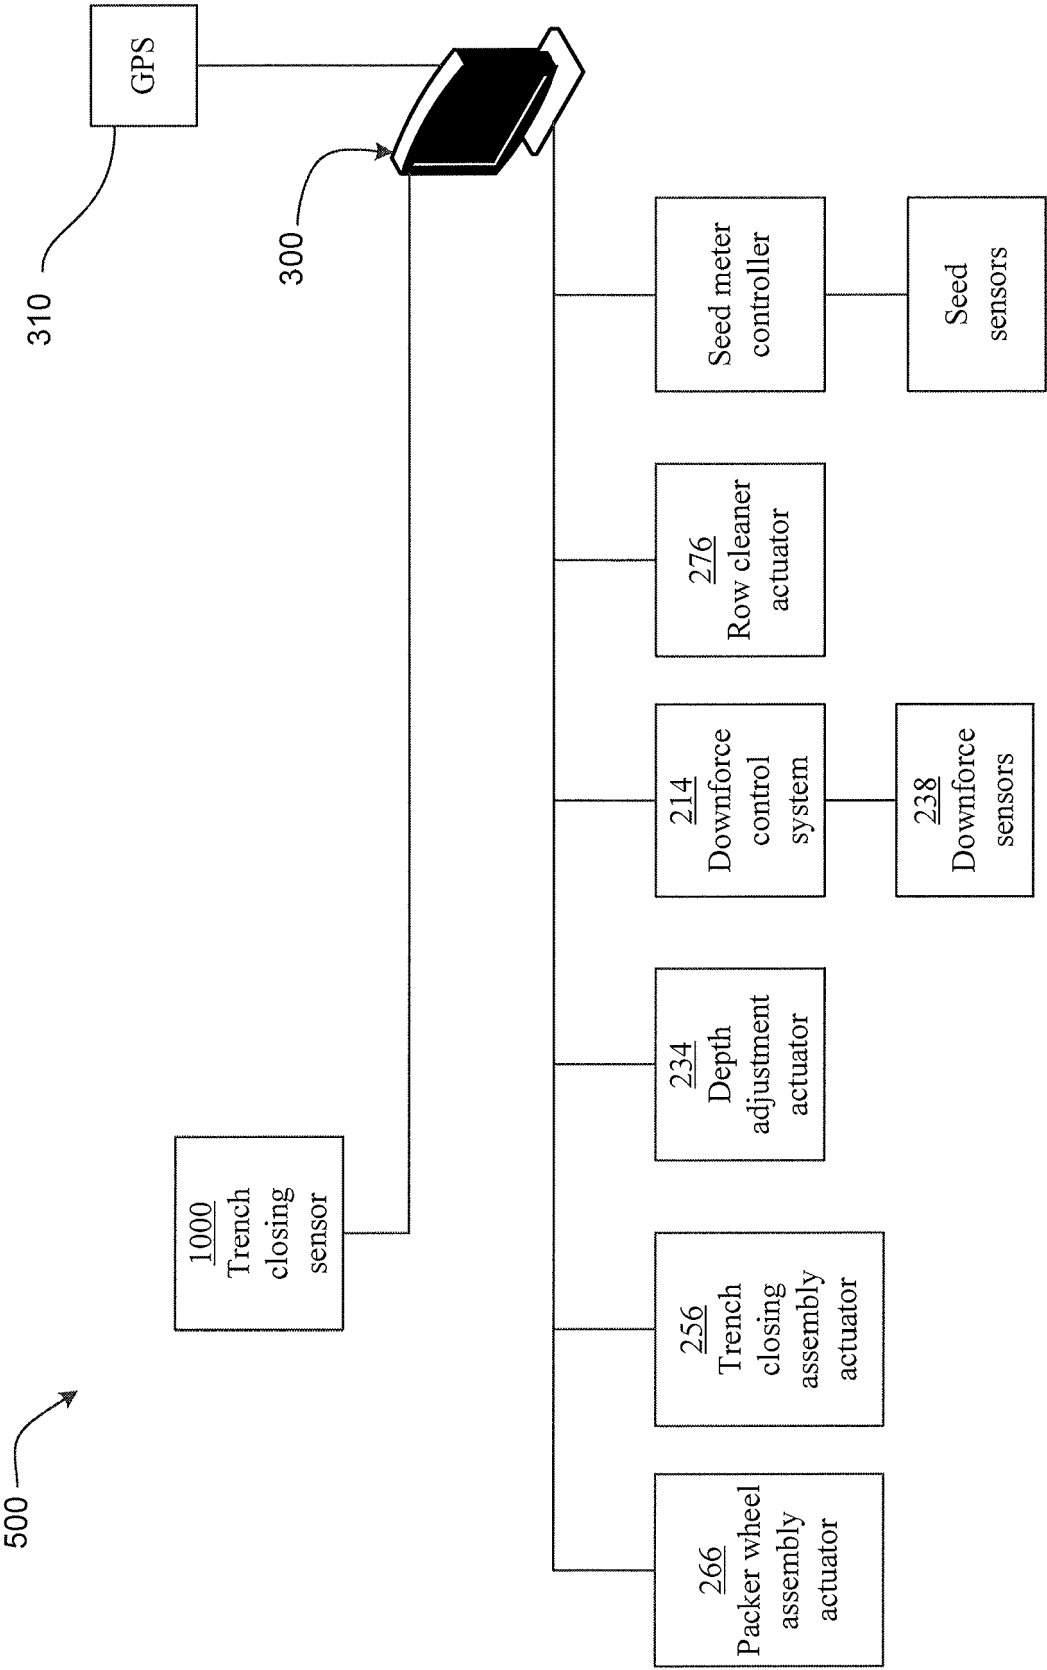 500
1000
Trench
closing
sensor
300
310
GPS
266
Packer wheel
assembly
actuator
256
Trench
closing
assembly
actuator
234
Depth
adjustment
actuator
214
Downforce
control
system
276
Row cleaner
actuator
Seed meter
controller
238
Downforce
sensors
Seed
sensors